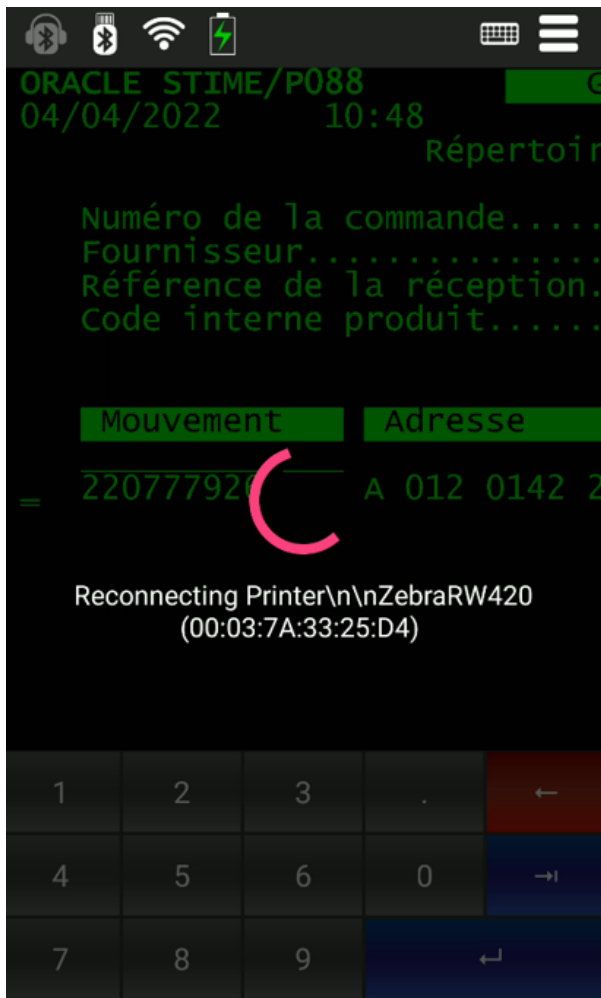 ORACLE STIME/P088 G
04/04/2022 10:48
Répertoir
Numéro de la commande.....
Fournisseur...............
Référence de la réception.
Code interne produit......
Mouvement Adresse
_ 22077792 A 012 0142 2
Reconnecting Printer\n\nZebraRW420
(00:03:7A:33:25:D4)
1 2 3 . ←
4 5 6 0 →I
7 8 9 ↵